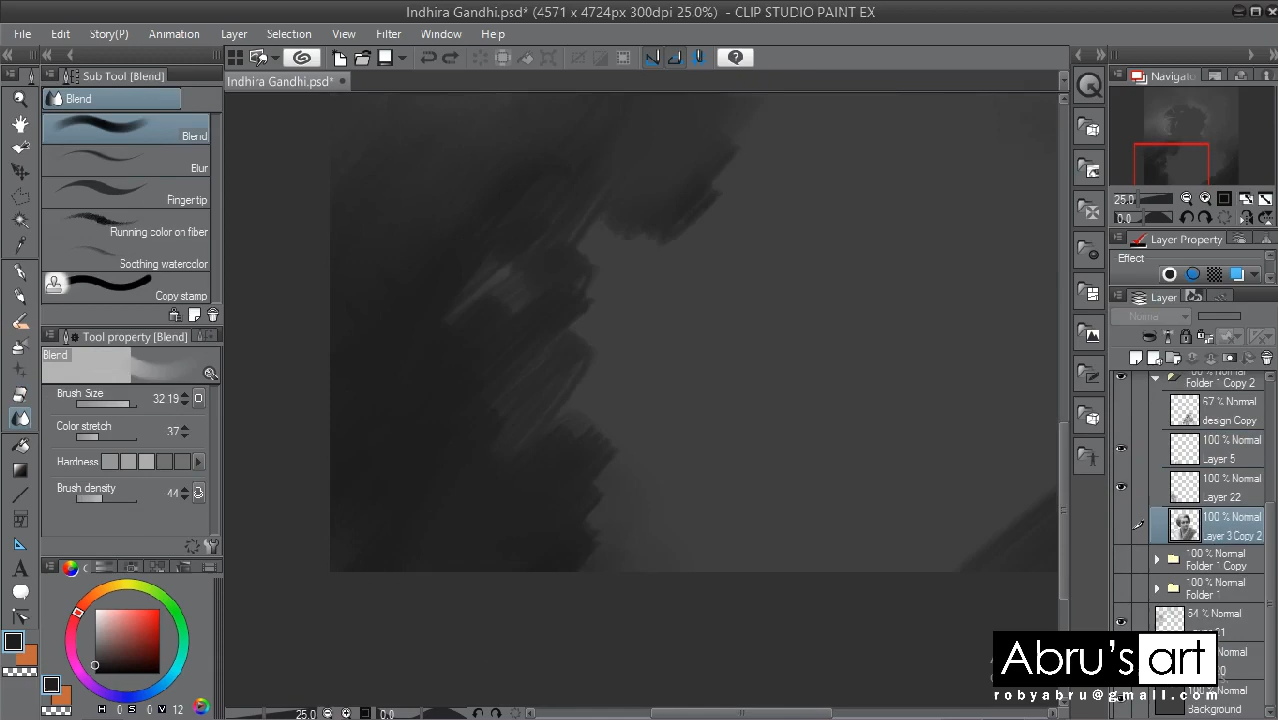 Indhira Gandhi.psd* (4571 x 4724px 300dpi 25.0%) - CLIP STUDIO PAINT EX
File Edit Story(P) Animation Layer Selection View Filter Window Help
Sub Tool [Blend]
Blend
Blend
Blur
Fingertip
Running color on fiber
Soothing watercolor
Copy stamp
Tool property [Blend]
Blend
Brush Size 32.19
Color stretch 37
Hardness
Brush density 44
H 0 S 0 V 12
Indhira Gandhi.psd*
25.0 0.0
Navigato
25.0
0.0
Layer Property
Effect
Layer
Norma
100 % Normal
Folder 1 Copy 2
67 % Normal
design Copy
100 % Normal
Layer 5
100 % Normal
Layer 22
100 % Normal
Layer 3 Copy 2
100 % Normal
Folder 1 Copy
100 % Normal
Folder 1
54 % Normal
Background
Abru's art
robyabru@gmail.com